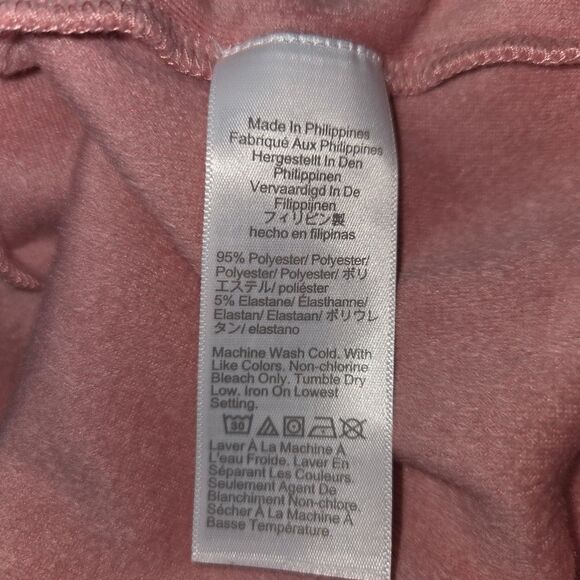 Made In Philippines
Fabriqué Aux Philippines
Hergestellt In Den
Philippinen
Vervaardigd In De
Filippijnen
フィリピン製
hecho en filipinas
95% Polyester/ Polyester/
Polyester/ Polyester/ ポリ
エステル/ poliéster
5% Elastane/ Élasthanne/
Elastan/ Elastaan/ ポリウレ
タン/ elastano
Machine Wash Cold. With
Like Colors. Non-chlorine
Bleach Only. Tumble Dry
Low. Iron On Lowest
Setting.
30
Laver À La Machine À
L'eau Froide. Laver En
Séparant Les Couleurs.
Seulement Agent De
Blanchiment Non-chlore.
Sécher À La Machine À
Basse Température.